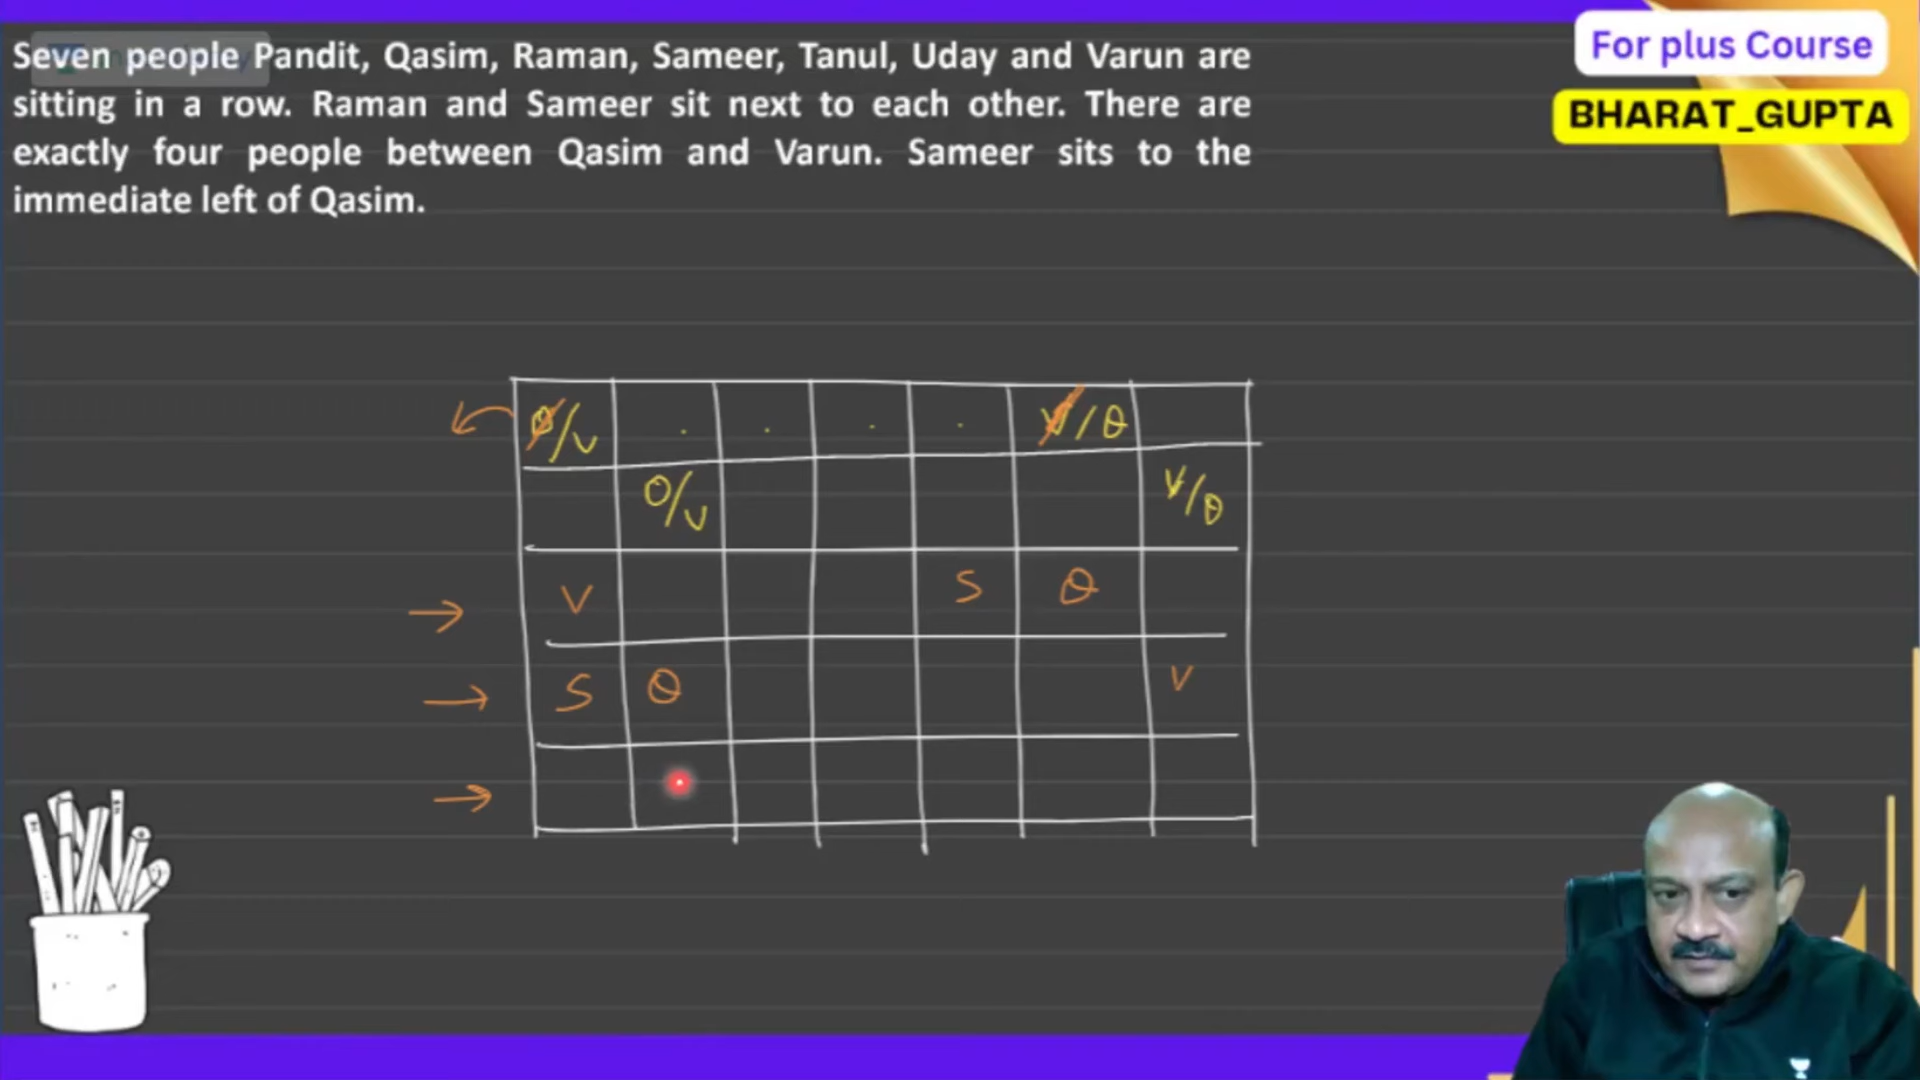 Seven people Pandit, Qasim, Raman, Sameer, Tanul, Uday and Varun are
sitting in a row. Raman and Sameer sit next to each other. There are
exactly four people between Qasim and Varun. Sameer sits to the
immediate left of Qasim.
For plus Course
BHARAT_GUPTA
Q/V . . . . V/Q
Q/V V/Q
V S Q
S Q V